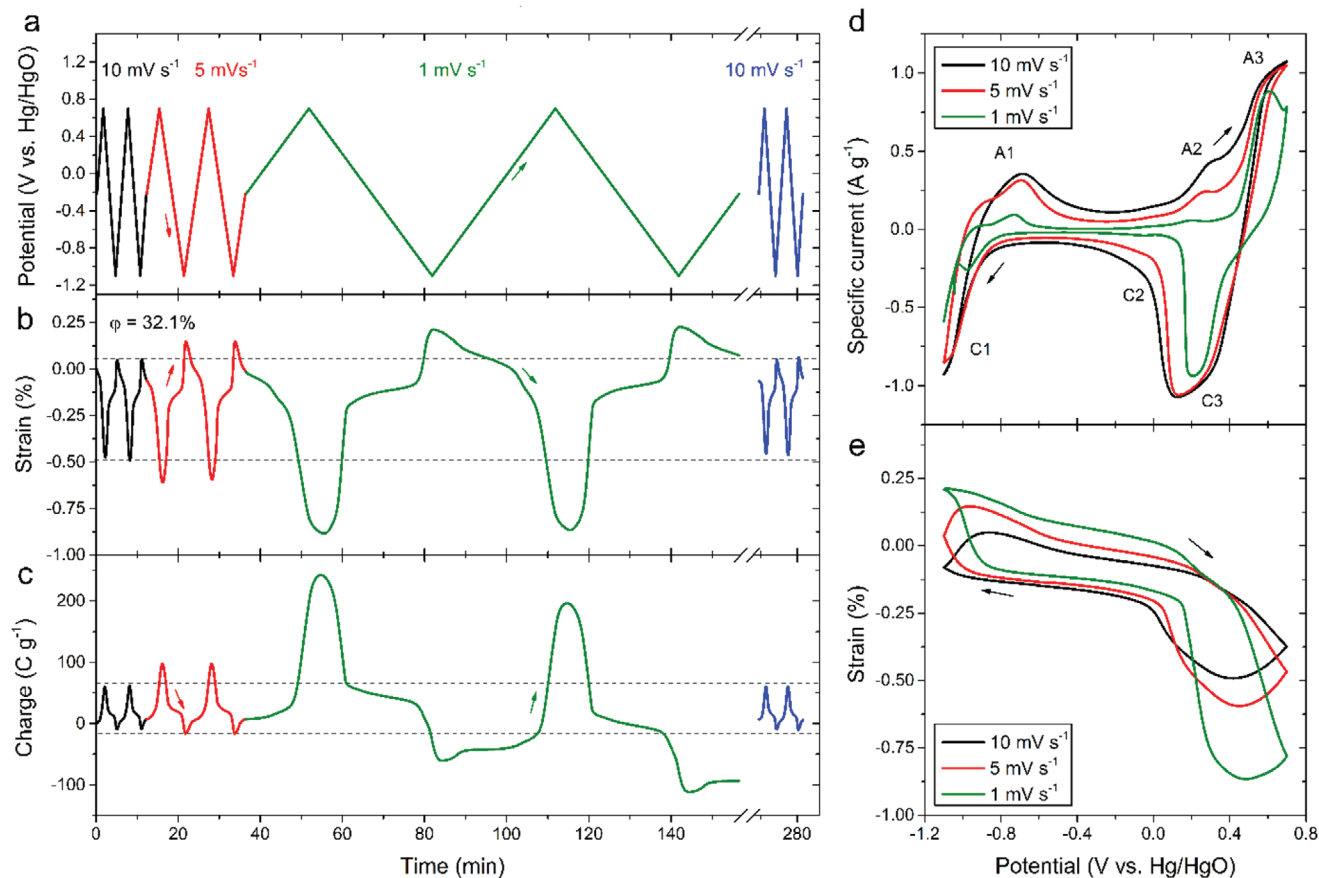 a
10 mV s⁻¹
5 mVs⁻¹
1 mV s⁻¹
10 mV s⁻¹
Potential (V vs. Hg/HgO)
1.2
0.8
0.4
0.0
-0.4
-0.8
-1.2
b
φ = 32.1%
Strain (%)
0.25
0.00
-0.25
-0.50
-0.75
-1.00
c
Charge (C g⁻¹)
200
100
0
-100
0 20 40 60 80 100 120 140 280
Time (min)
d
10 mV s⁻¹
5 mV s⁻¹
1 mV s⁻¹
A1
A2
A3
C1
C2
C3
Specific current (A g⁻¹)
1.0
0.5
0.0
-0.5
-1.0
e
Strain (%)
0.25
0.00
-0.25
-0.50
-0.75
-1.00
10 mV s⁻¹
5 mV s⁻¹
1 mV s⁻¹
-1.2 -0.8 -0.4 0.0 0.4 0.8
Potential (V vs. Hg/HgO)